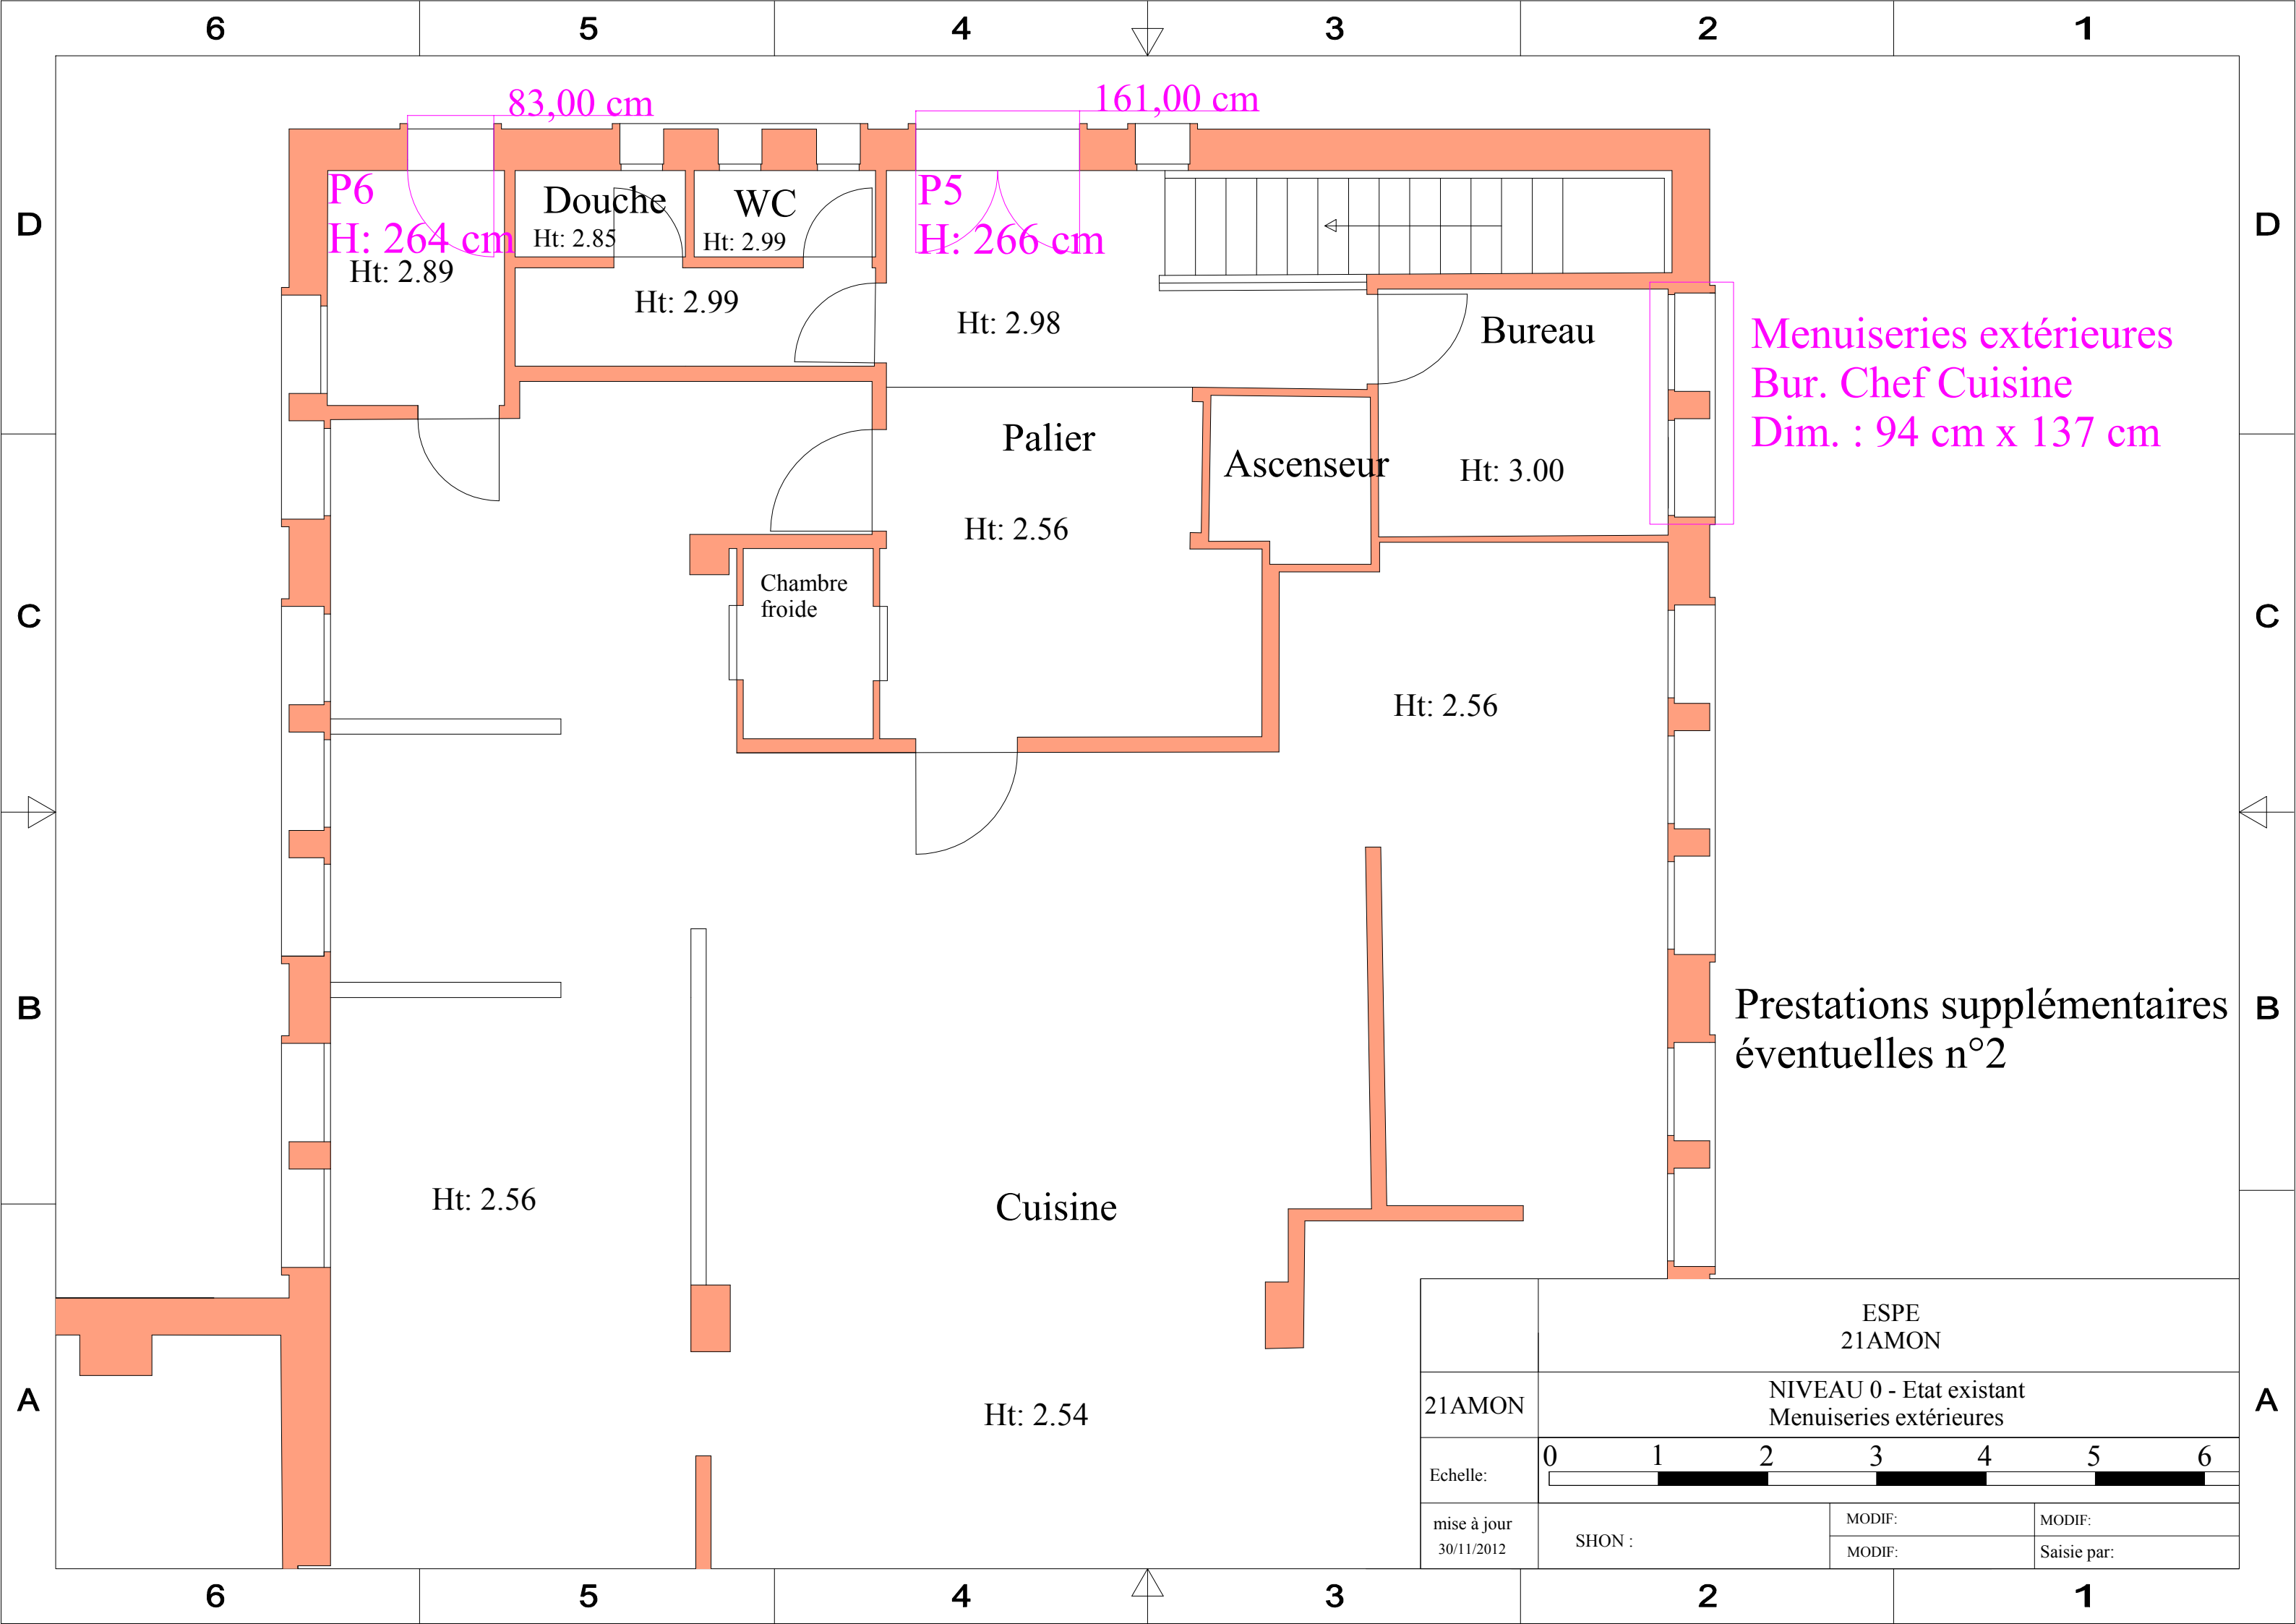 6 5 4 3 2 1
83,00 cm
161,00 cm
P6
H: 264 cm
Ht: 2.89
Douche
Ht: 2.85
WC
Ht: 2.99
P5
H: 266 cm
D
D
Ht: 2.99
Ht: 2.98
Bureau
Menuiseries extérieures
Bur. Chef Cuisine
Dim. : 94 cm x 137 cm
Palier
Ascenseur
Ht: 3.00
Ht: 2.56
Chambre
froide
C
C
Ht: 2.56
B
B
Prestations supplémentaires
éventuelles n°2
Ht: 2.56
Cuisine
Ht: 2.54
A
A
ESPE
21AMON
21AMON
NIVEAU 0 - Etat existant
Menuiseries extérieures
Echelle:
0 1 2 3 4 5 6
mise à jour
30/11/2012
SHON :
MODIF:
MODIF:
MODIF:
Saisie par:
6 5 4 3 2 1